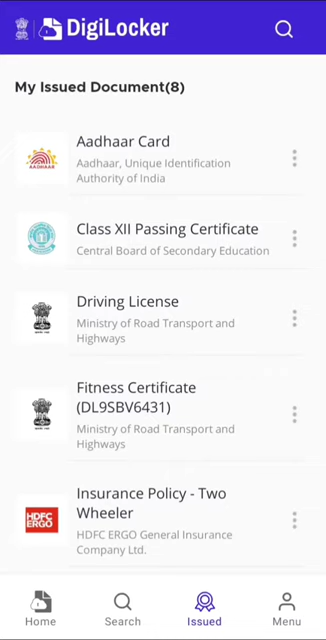 DigiLocker
My Issued Document(8)
Aadhaar Card
Aadhaar, Unique Identification
Authority of India
AADHAAR
Class XII Passing Certificate
Central Board of Secondary Education
Driving License
Ministry of Road Transport and
Highways
Fitness Certificate
(DL9SBV6431)
Ministry of Road Transport and
Highways
Insurance Policy - Two
Wheeler
HDFC
ERGO
HDFC ERGO General Insurance
Company Ltd.
Home
Search
Issued
Menu